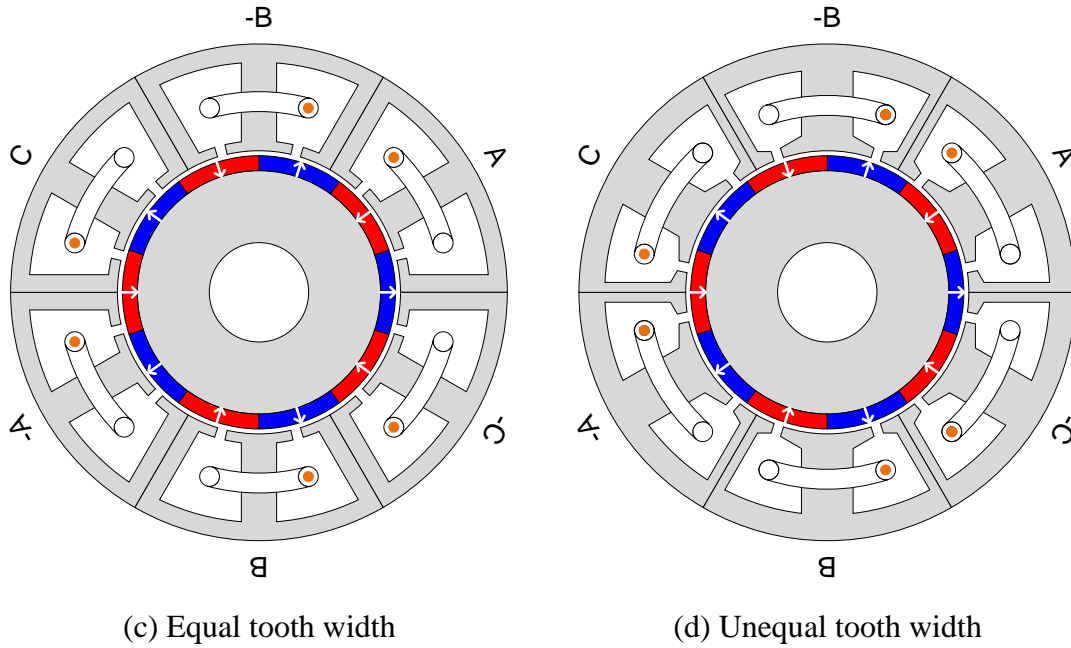 -B
-B
C
A
C
A
-A
-C
-A
-C
B
B
(c) Equal tooth width
(d) Unequal tooth width